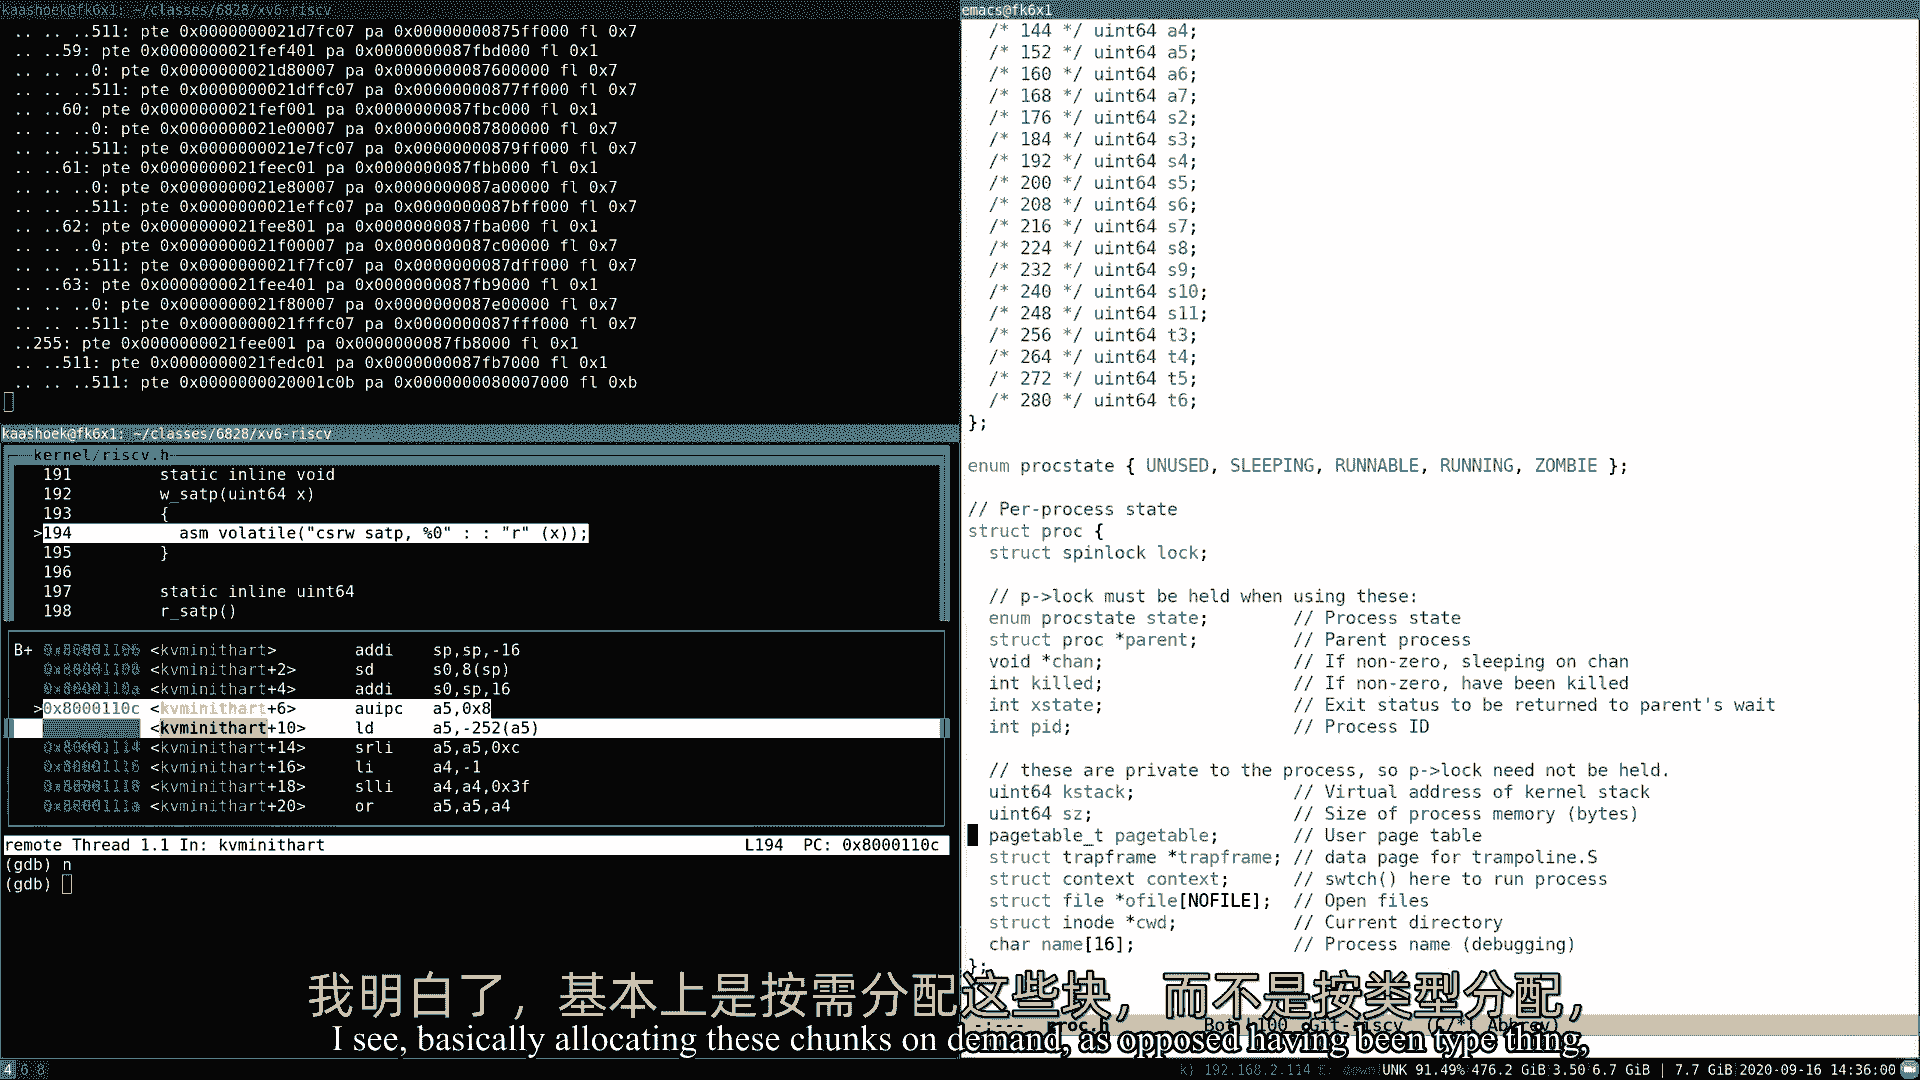 kaashoek@fk6x1: ~/classes/6828/xv6-riscv
.. .. ..511: pte 0x0000000021d7fc07 pa 0x00000000875ff000 fl 0x7
.. ..59: pte 0x0000000021fef401 pa 0x0000000087fbd000 fl 0x1
.. .. ..0: pte 0x0000000021d80007 pa 0x0000000087600000 fl 0x7
.. .. ..511: pte 0x0000000021dffc07 pa 0x00000000877ff000 fl 0x7
.. ..60: pte 0x0000000021fef001 pa 0x0000000087fbc000 fl 0x1
.. .. ..0: pte 0x0000000021e00007 pa 0x0000000087800000 fl 0x7
.. .. ..511: pte 0x0000000021e7fc07 pa 0x00000000879ff000 fl 0x7
.. ..61: pte 0x0000000021feec01 pa 0x0000000087fbb000 fl 0x1
.. .. ..0: pte 0x0000000021e80007 pa 0x0000000087a00000 fl 0x7
.. .. ..511: pte 0x0000000021effc07 pa 0x0000000087bff000 fl 0x7
.. ..62: pte 0x0000000021fee801 pa 0x0000000087fba000 fl 0x1
.. .. ..0: pte 0x0000000021f00007 pa 0x0000000087c00000 fl 0x7
.. .. ..511: pte 0x0000000021f7fc07 pa 0x0000000087dff000 fl 0x7
.. ..63: pte 0x0000000021fee401 pa 0x0000000087fb9000 fl 0x1
.. .. ..0: pte 0x0000000021f80007 pa 0x0000000087e00000 fl 0x7
.. .. ..511: pte 0x0000000021fffc07 pa 0x0000000087fff000 fl 0x7
..255: pte 0x0000000021fee001 pa 0x0000000087fb8000 fl 0x1
.. ..511: pte 0x0000000021fedc01 pa 0x0000000087fb7000 fl 0x1
.. .. ..511: pte 0x0000000020001c0b pa 0x0000000080007000 fl 0xb
kaashoek@fk6x1: ~/classes/6828/xv6-riscv
kernel/riscv.h
191 static inline void
192 w_satp(uint64 x)
193 {
>194 asm volatile("csrw satp, %0" : : "r" (x));
195 }
196
197 static inline uint64
198 r_satp()
B+ 0x80001106 <kvminithart> addi sp,sp,-16
0x80001108 <kvminithart+2> sd s0,8(sp)
0x8000110a <kvminithart+4> addi s0,sp,16
>0x8000110c <kvminithart+6> auipc a5,0x8
<kvminithart+10> ld a5,-252(a5)
0x80001114 <kvminithart+14> srli a5,a5,0xc
0x80001116 <kvminithart+16> li a4,-1
0x80001118 <kvminithart+18> slli a4,a4,0x3f
0x8000111a <kvminithart+20> or a5,a5,a4
remote Thread 1.1 In: kvminithart L194 PC: 0x8000110c
(gdb) n
(gdb)
emacs@fk6x1
/* 144 */ uint64 a4;
/* 152 */ uint64 a5;
/* 160 */ uint64 a6;
/* 168 */ uint64 a7;
/* 176 */ uint64 s2;
/* 184 */ uint64 s3;
/* 192 */ uint64 s4;
/* 200 */ uint64 s5;
/* 208 */ uint64 s6;
/* 216 */ uint64 s7;
/* 224 */ uint64 s8;
/* 232 */ uint64 s9;
/* 240 */ uint64 s10;
/* 248 */ uint64 s11;
/* 256 */ uint64 t3;
/* 264 */ uint64 t4;
/* 272 */ uint64 t5;
/* 280 */ uint64 t6;
};
enum procstate { UNUSED, SLEEPING, RUNNABLE, RUNNING, ZOMBIE };
// Per-process state
struct proc {
struct spinlock lock;
// p->lock must be held when using these:
enum procstate state; // Process state
struct proc *parent; // Parent process
void *chan; // If non-zero, sleeping on chan
int killed; // If non-zero, have been killed
int xstate; // Exit status to be returned to parent's wait
int pid; // Process ID
// these are private to the process, so p->lock need not be held.
uint64 kstack; // Virtual address of kernel stack
uint64 sz; // Size of process memory (bytes)
pagetable_t pagetable; // User page table
struct trapframe *trapframe; // data page for trampoline.S
struct context context; // swtch() here to run process
struct file *ofile[NOFILE]; // Open files
struct inode *cwd; // Current directory
char name[16]; // Process name (debugging)
};
-:--- proc.h Bot L100 Git-riscv (C/*l Abbrev)
我明白了，基本上是按需分配这些块，而不是按类型分配，
I see, basically allocating these chunks on demand, as opposed having been type thing,
4 6 8
192.168.2.114 E: down UNK 91.49% 476.2 GiB 3.50 6.7 GiB | 7.7 GiB 2020-09-16 14:36:00